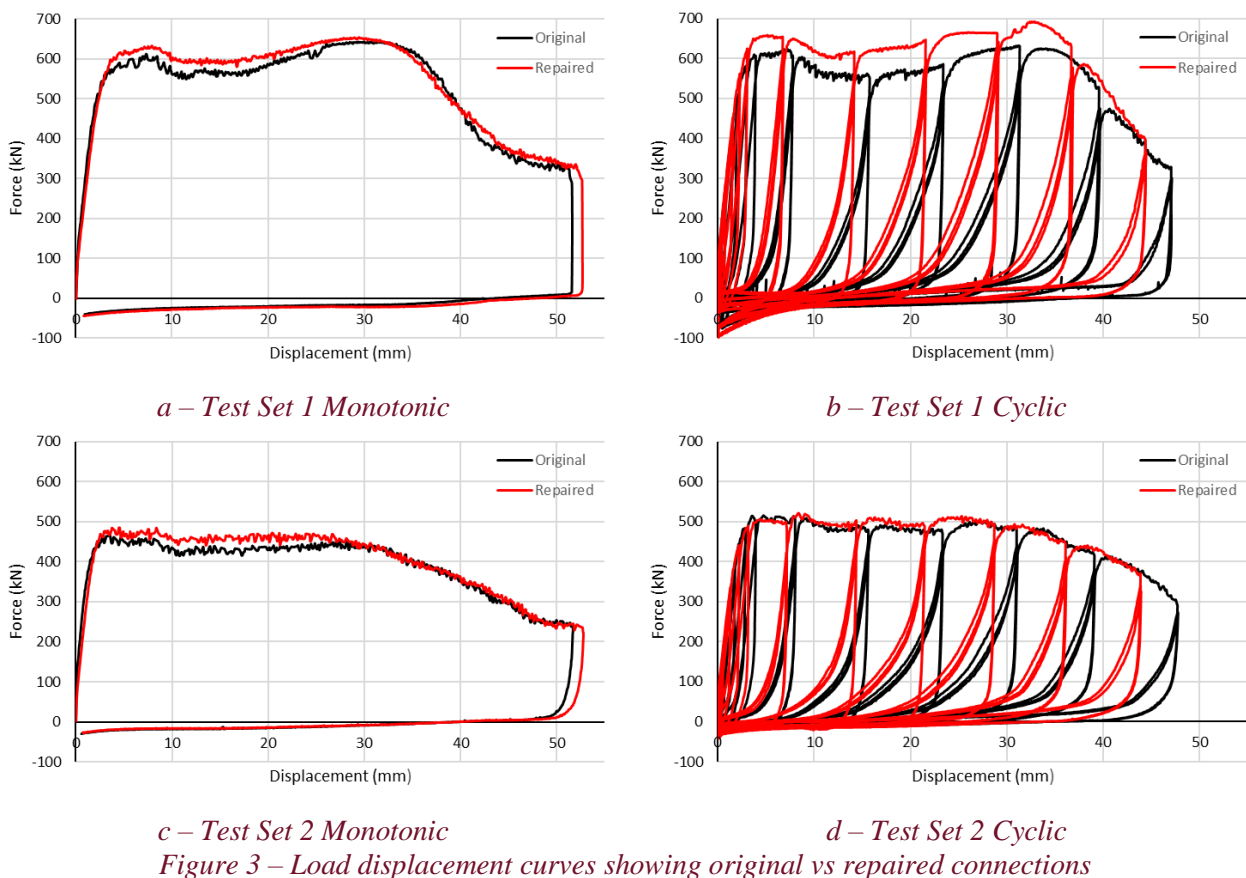 700
600
500
400
300
200
100
0
-100
Force (kN)
0 10 20 30 40 50
Displacement (mm)
Original
Repaired
a – Test Set 1 Monotonic
700
600
500
400
300
200
100
0
-100
Force (kN)
0 10 20 30 40 50
Displacement (mm)
Original
Repaired
b – Test Set 1 Cyclic
700
600
500
400
300
200
100
0
-100
Force (kN)
0 10 20 30 40 50
Displacement (mm)
Original
Repaired
c – Test Set 2 Monotonic
700
600
500
400
300
200
100
0
-100
Force (kN)
0 10 20 30 40 50
Displacement (mm)
Original
Repaired
d – Test Set 2 Cyclic
Figure 3 – Load displacement curves showing original vs repaired connections